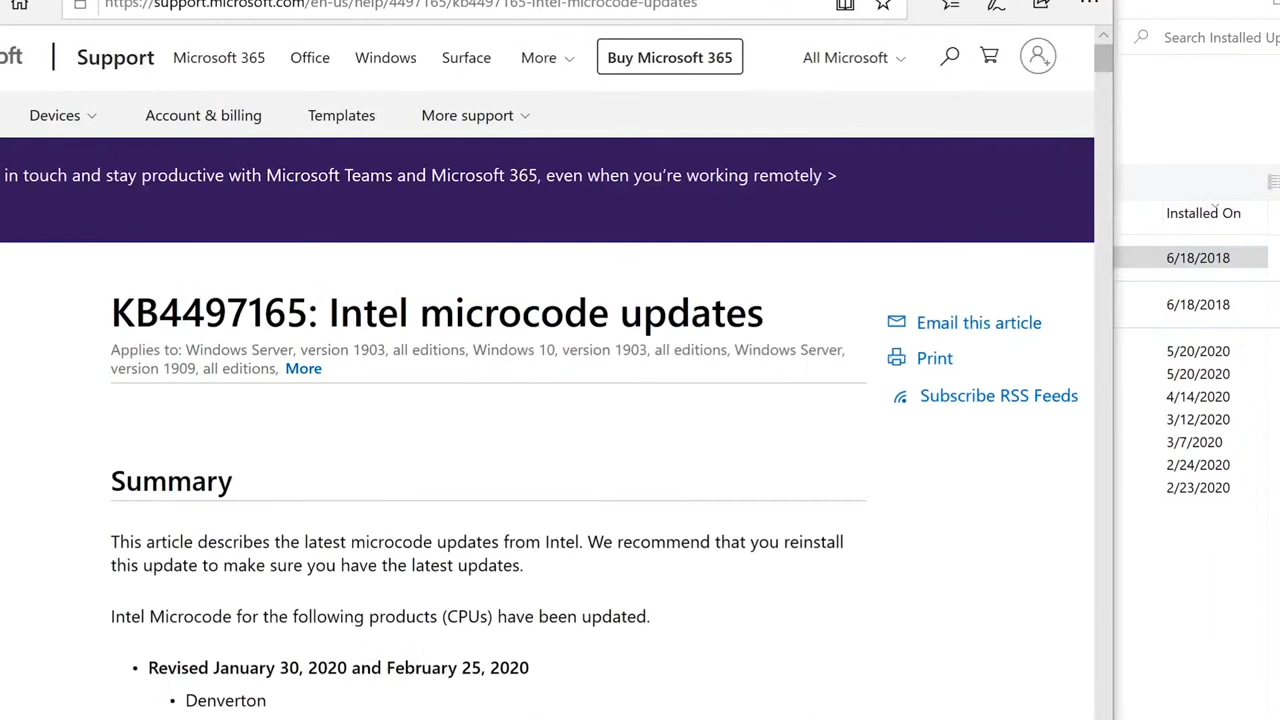 https://support.microsoft.com/en-us/help/4497165/kb4497165-intel-microcode-updates
oft Support Microsoft 365 Office Windows Surface More Buy Microsoft 365 All Microsoft
Devices Account & billing Templates More support
in touch and stay productive with Microsoft Teams and Microsoft 365, even when you're working remotely >
KB4497165: Intel microcode updates
Applies to: Windows Server, version 1903, all editions, Windows 10, version 1903, all editions, Windows Server,
version 1909, all editions, More
Email this article
Print
Subscribe RSS Feeds
Summary
This article describes the latest microcode updates from Intel. We recommend that you reinstall
this update to make sure you have the latest updates.
Intel Microcode for the following products (CPUs) have been updated.
• Revised January 30, 2020 and February 25, 2020
• Denverton
Search Installed Up
Installed On
6/18/2018
6/18/2018
5/20/2020
5/20/2020
4/14/2020
3/12/2020
3/7/2020
2/24/2020
2/23/2020